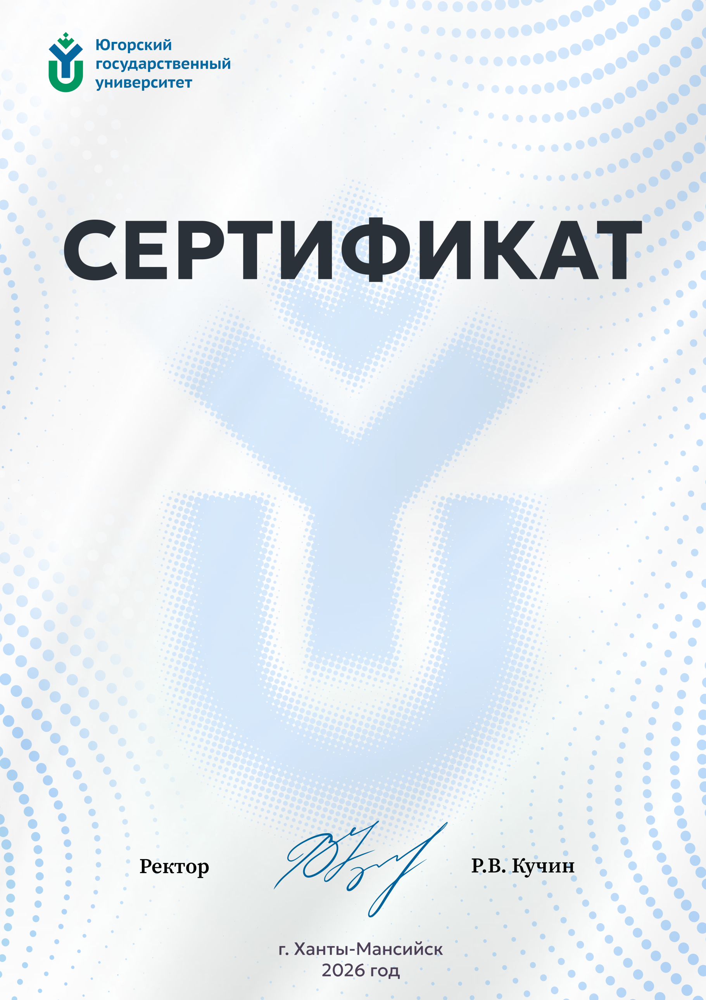 Югорский
государственный
университет
СЕРТИФИКАТ
Ректор
Р.В. Кучин
г. Ханты-Мансийск
2026 год